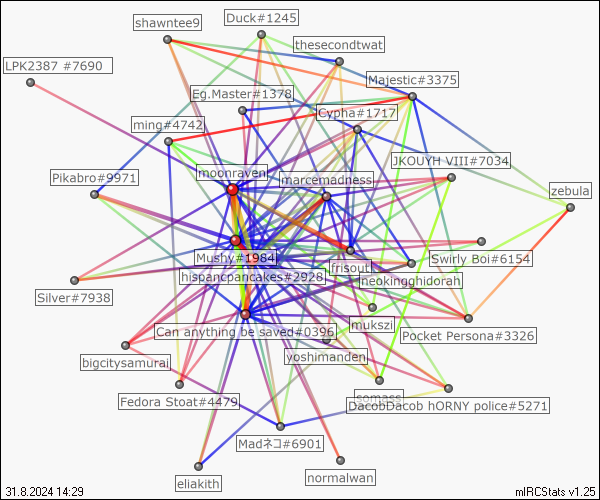 shawntee9
Duck#1245
thesecondtwat
LPK2387 #7690
Majestic#3375
Eg.Master#1378
Cypha#1717
ming#4742
JKOUYH VIII#7034
moonraven
marcemadness
Pikabro#9971
zebula
Mushy#1984
frisout
Swirly Boi#6154
hispancpancakes#2928
neokingghidorah
Silver#7938
mukszi
Can anything be saved#0396
Pocket Persona#3326
yoshimanden
bigcitysamurai
somass
Fedora Stoat#4479
DacobDacob hORNY police#5271
Madネコ#6901
eliakith
normalwan
31.8.2024 14:29
mIRCStats v1.25